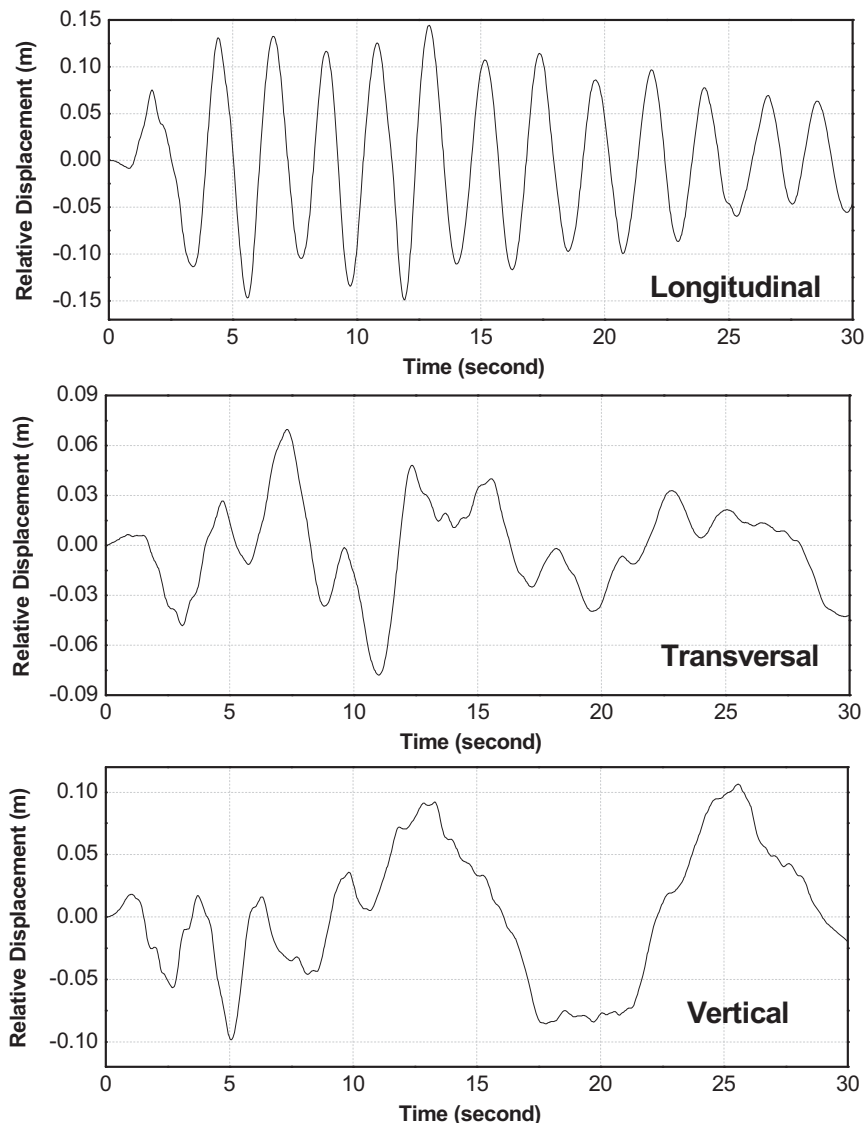 0.15
0.10
0.05
0.00
-0.05
-0.10
-0.15
Relative Displacement (m)
Longitudinal
0 5 10 15 20 25 30
Time (second)
0.09
0.06
0.03
0.00
-0.03
-0.06
-0.09
Relative Displacement (m)
Transversal
0 5 10 15 20 25 30
Time (second)
0.10
0.05
0.00
-0.05
-0.10
Relative Displacement (m)
Vertical
0 5 10 15 20 25 30
Time (second)